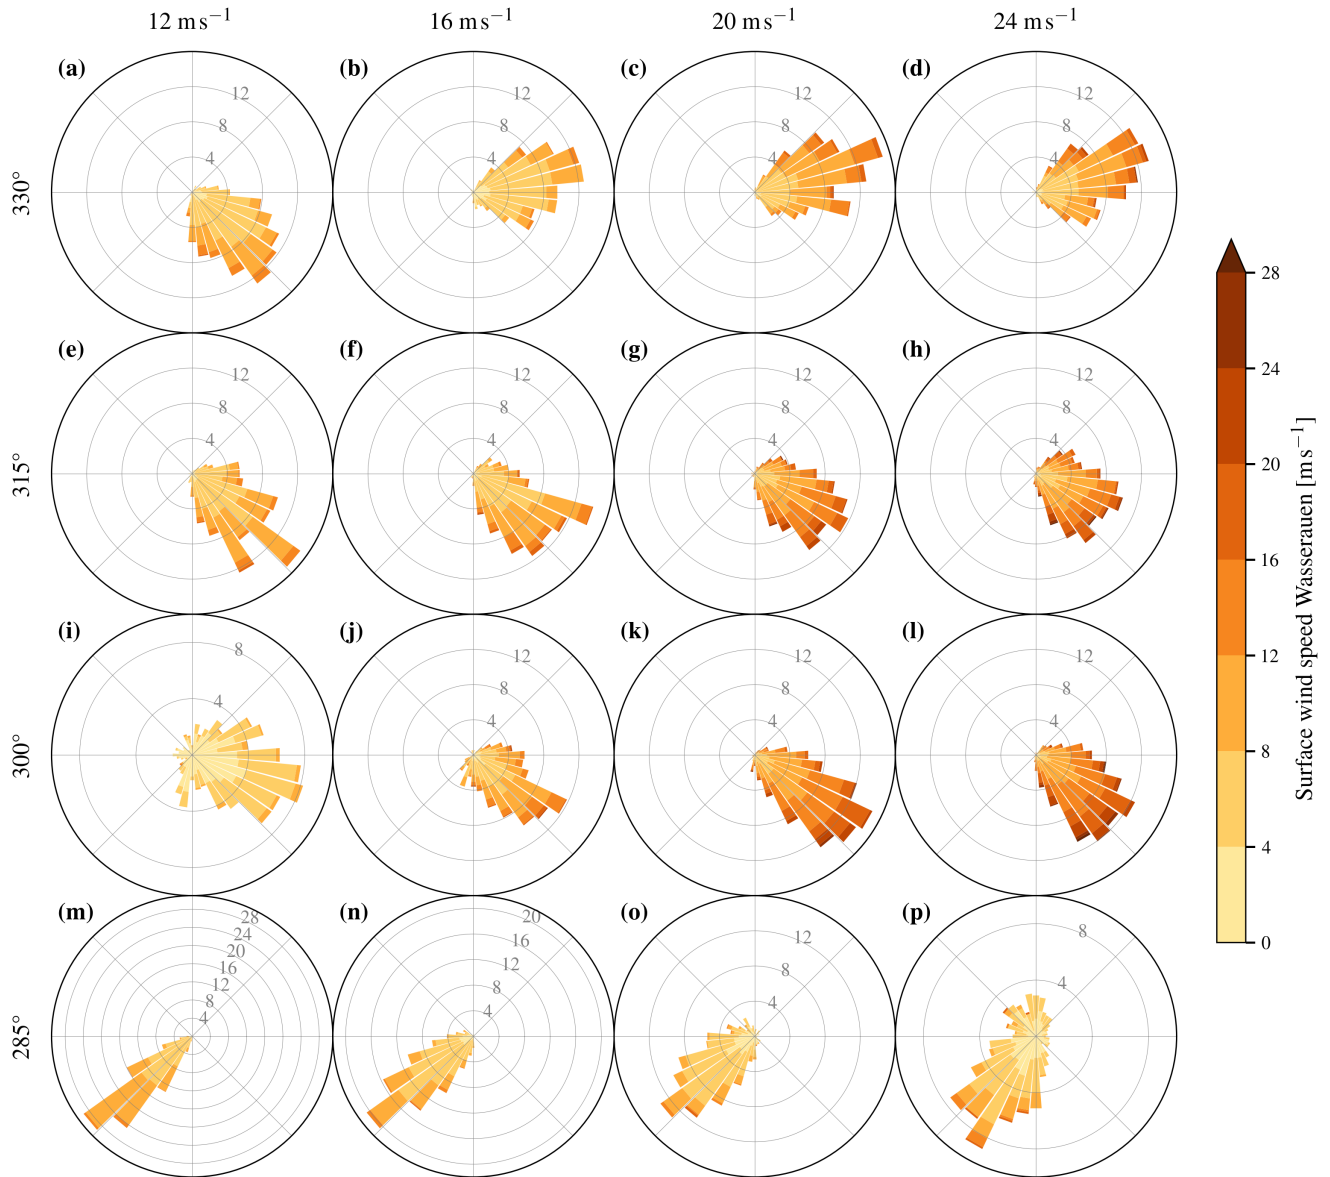 12 m s⁻¹ 16 m s⁻¹ 20 m s⁻¹ 24 m s⁻¹
(a) (b) (c) (d)
12 12 12 12
8 8 8 8
4 4 4 4
330°
(e) (f) (g) (h)
12 12 12 12
8 8 8 8
4 4 4 4
315°
(i) (j) (k) (l)
8 12 12 12
4 8 8 8
4 4 4
300°
(m) (n) (o) (p)
28 20 12 8
24 16 8 4
20 12 4
16 8
12 4
8
4
285°
28
24
20
16
12
8
4
0
Surface wind speed Wasserauen [m s⁻¹]